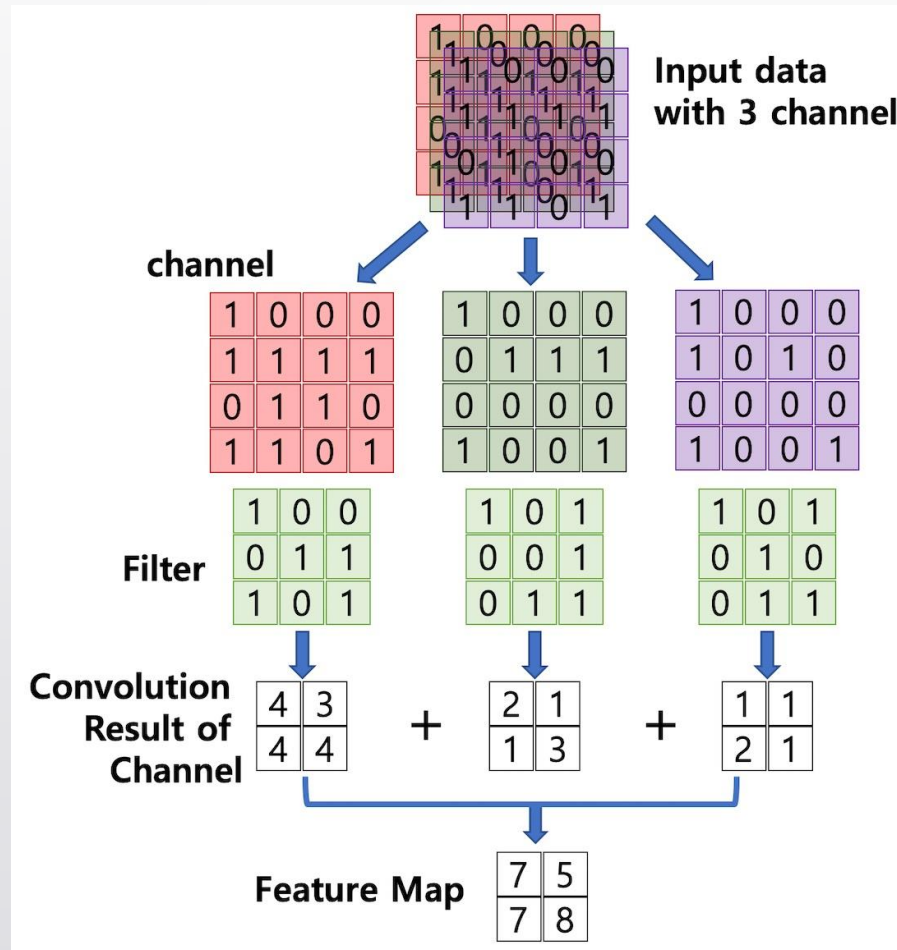 Input data
with 3 channel
channel
1 0 0 0 1 0 0 0 1 0 0 0
1 1 1 1 0 1 1 1 1 0 1 0
0 1 1 0 0 0 0 0 0 0 0 0
1 1 0 1 1 0 0 1 1 0 0 1
1 0 0 1 0 1 1 0 1
Filter
0 1 1 0 0 1 0 1 0
1 0 1 0 1 1 0 1 1
Convolution
Result of
Channel
4 3 + 2 1 + 1 1
4 4 1 3 2 1
Feature Map
7 5
7 8